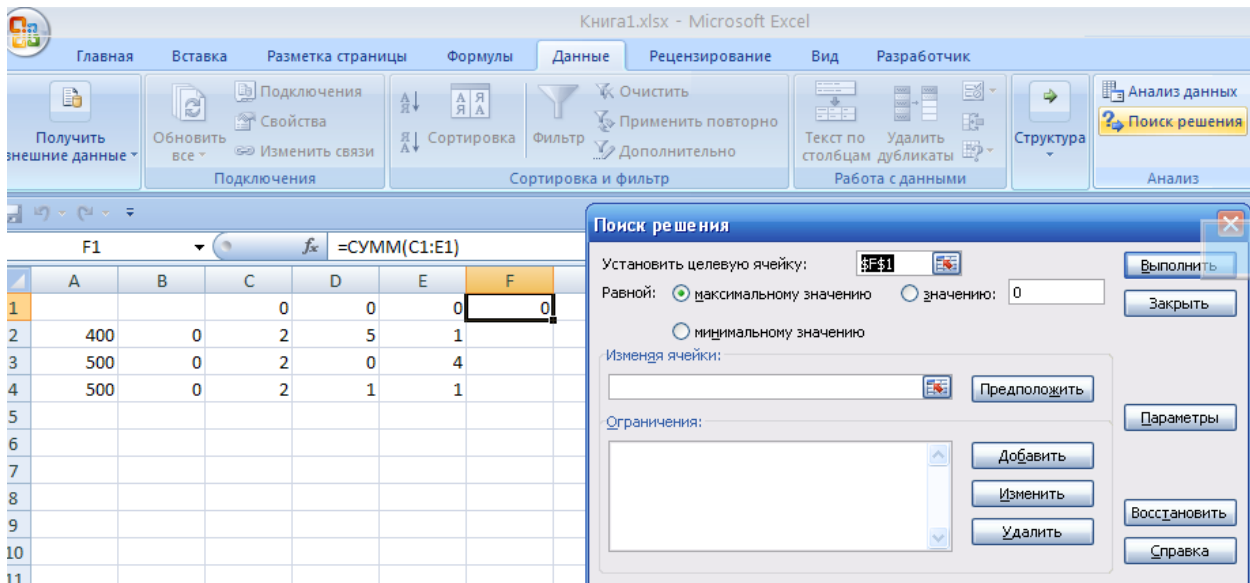 Книга1.xlsx - Microsoft Excel
Главная Вставка Разметка страницы Формулы Данные Рецензирование Вид Разработчик
Получить
внешние данные
Обновить
все
Подключения
Свойства
Изменить связи
Подключения
Сортировка
Фильтр
Очистить
Применить повторно
Дополнительно
Сортировка и фильтр
Текст по
столбцам
Удалить
дубликаты
Работа с данными
Структура
Анализ данных
Поиск решения
Анализ
F1 fx =СУММ(C1:E1)
A B C D E F
1 0 0 0 0
2 400 0 2 5 1
3 500 0 2 0 4
4 500 0 2 1 1
5
6
7
8
9
10
11
Поиск решения
Установить целевую ячейку: $F$1
Равной: максимальному значению значению: 0
минимальному значению
Изменяя ячейки:
Предположить
Ограничения:
Добавить
Изменить
Удалить
Выполнить
Закрыть
Параметры
Восстановить
Справка